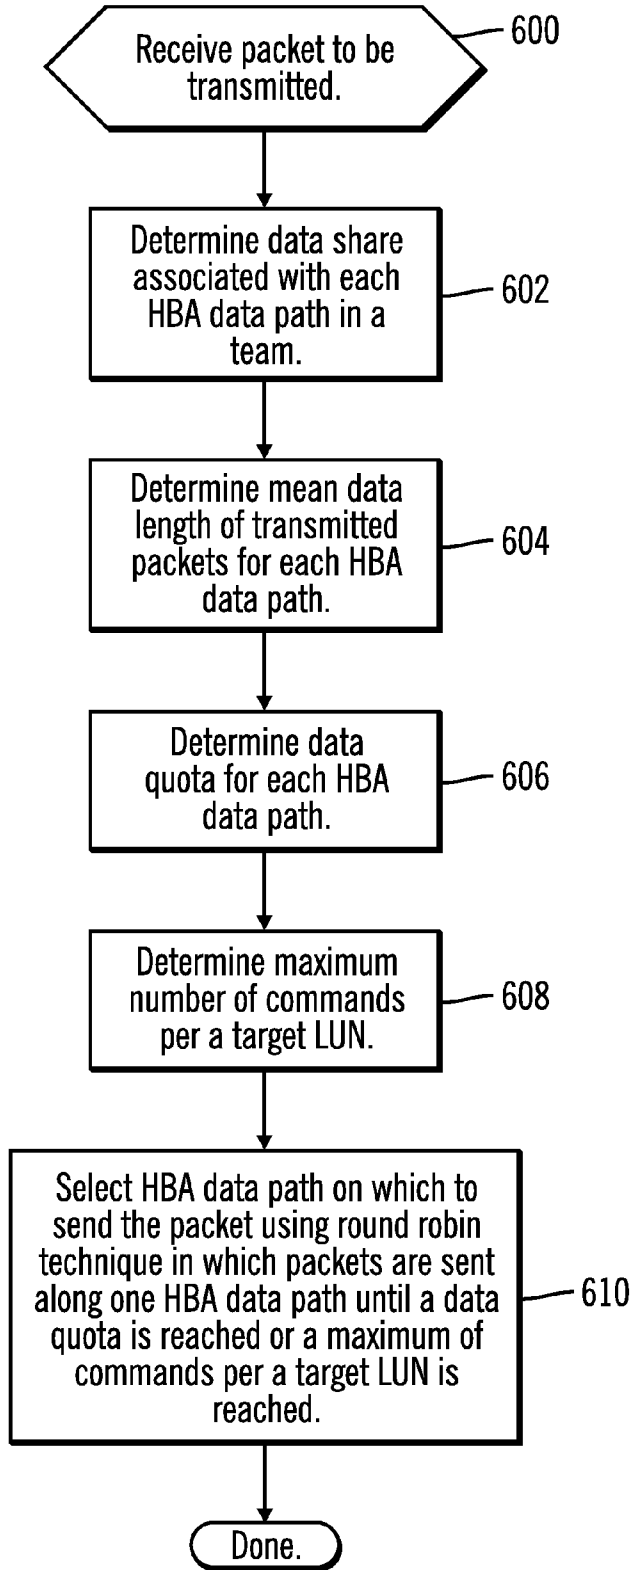 Receive packet to be
transmitted.
600
Determine data share
associated with each
HBA data path in a
team.
602
Determine mean data
length of transmitted
packets for each HBA
data path.
604
Determine data
quota for each HBA
data path.
606
Determine maximum
number of commands
per a target LUN.
608
Select HBA data path on which to
send the packet using round robin
technique in which packets are sent
along one HBA data path until a data
quota is reached or a maximum of
commands per a target LUN is
reached.
610
Done.